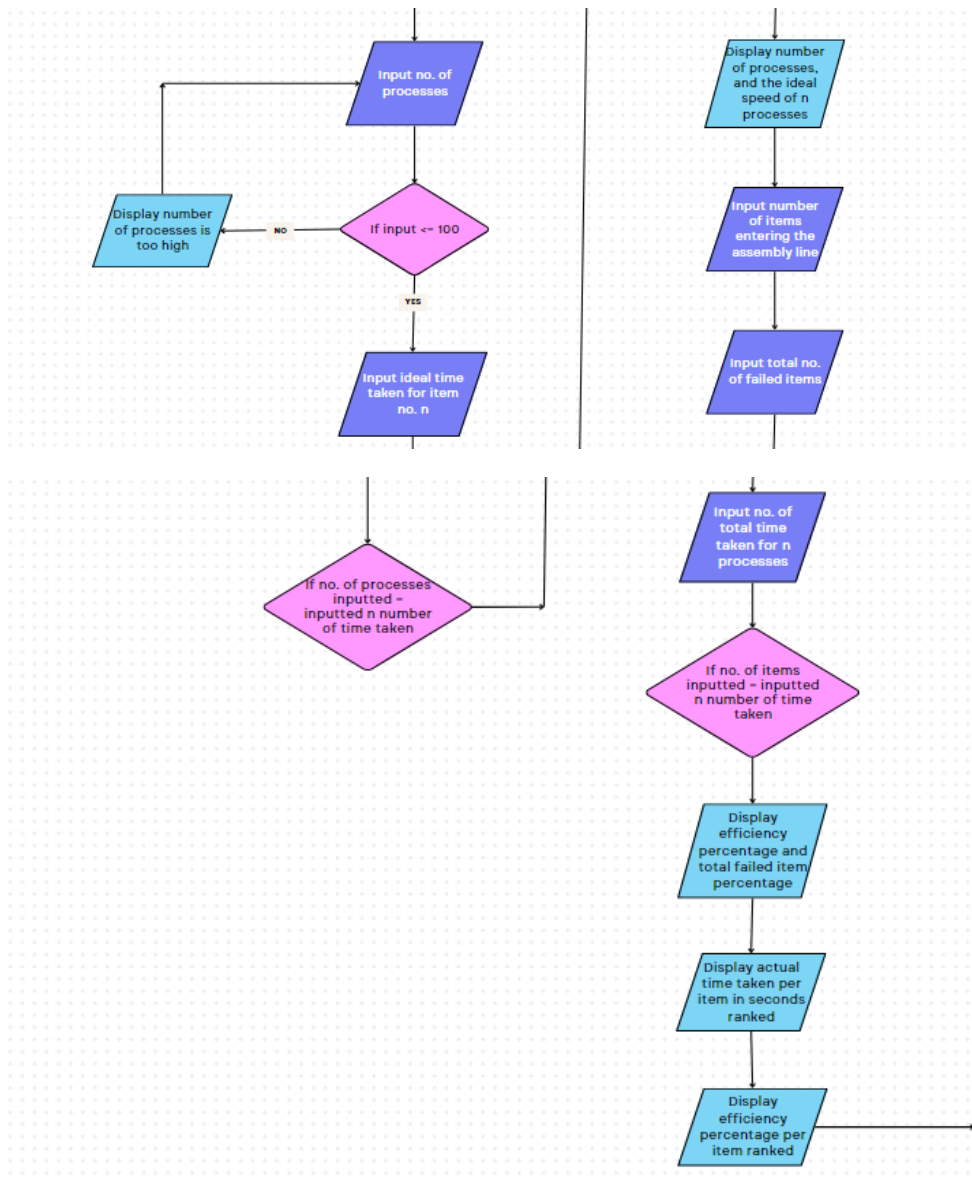 Input no. of
processes
Display number
of processes is
too high
NO
If input <= 100
YES
Input ideal time
taken for item
no. n
Display number
of processes,
and the ideal
speed of n
processes
Input number
of items
entering the
assembly line
Input total no.
of failed items
If no. of processes
inputted =
inputted n number
of time taken
Input no. of
total time
taken for n
processes
If no. of items
inputted = inputted
n number of time
taken
Display
efficiency
percentage and
total failed item
percentage
Display actual
time taken per
item in seconds
ranked
Display
efficiency
percentage per
item ranked